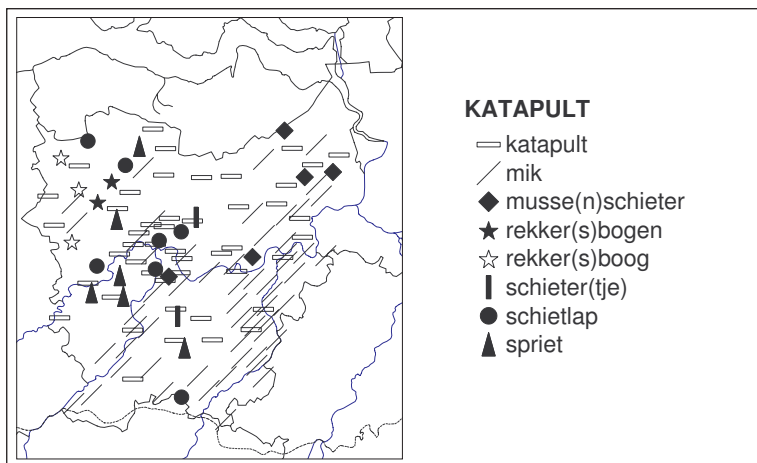 KATAPULT
katapult
mik
musse(n)schieter
rekker(s)bogen
rekker(s)boog
schieter(tje)
schietlap
spriet